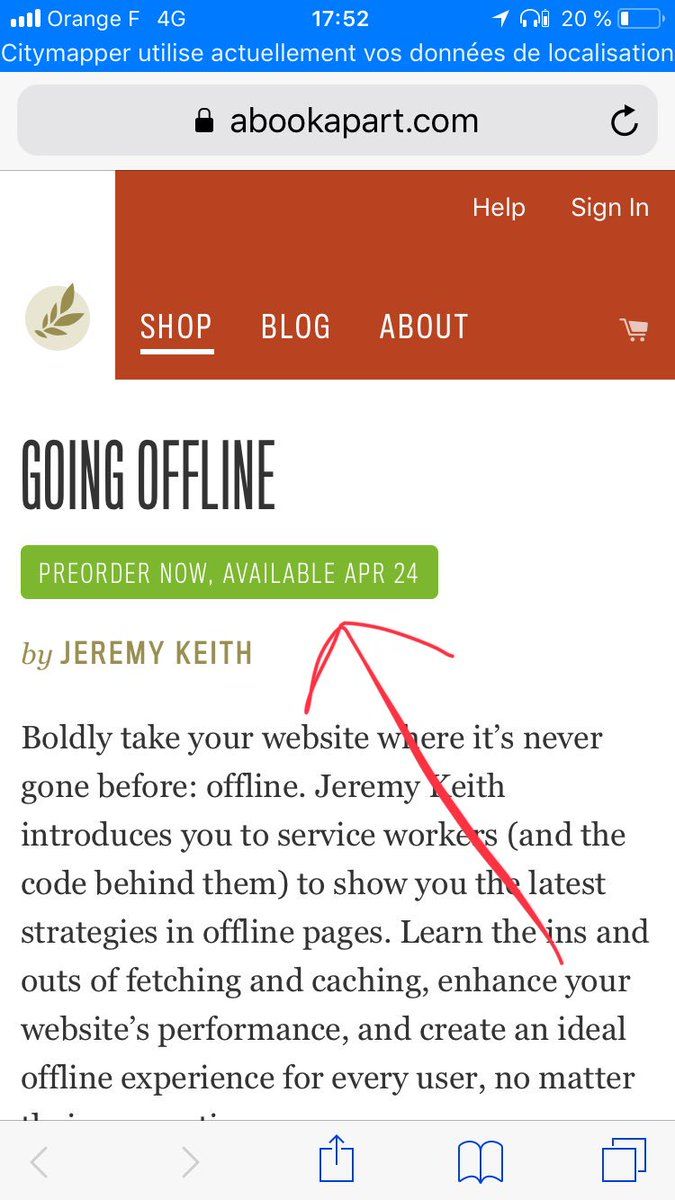 Orange F 4G 17:52 20 %
Citymapper utilise actuellement vos données de localisation
abookapart.com
Help Sign In
SHOP BLOG ABOUT
GOING OFFLINE
PREORDER NOW, AVAILABLE APR 24
by JEREMY KEITH
Boldly take your website where it’s never
gone before: offline. Jeremy Keith
introduces you to service workers (and the
code behind them) to show you the latest
strategies in offline pages. Learn the ins and
outs of fetching and caching, enhance your
website’s performance, and create an ideal
offline experience for every user, no matter